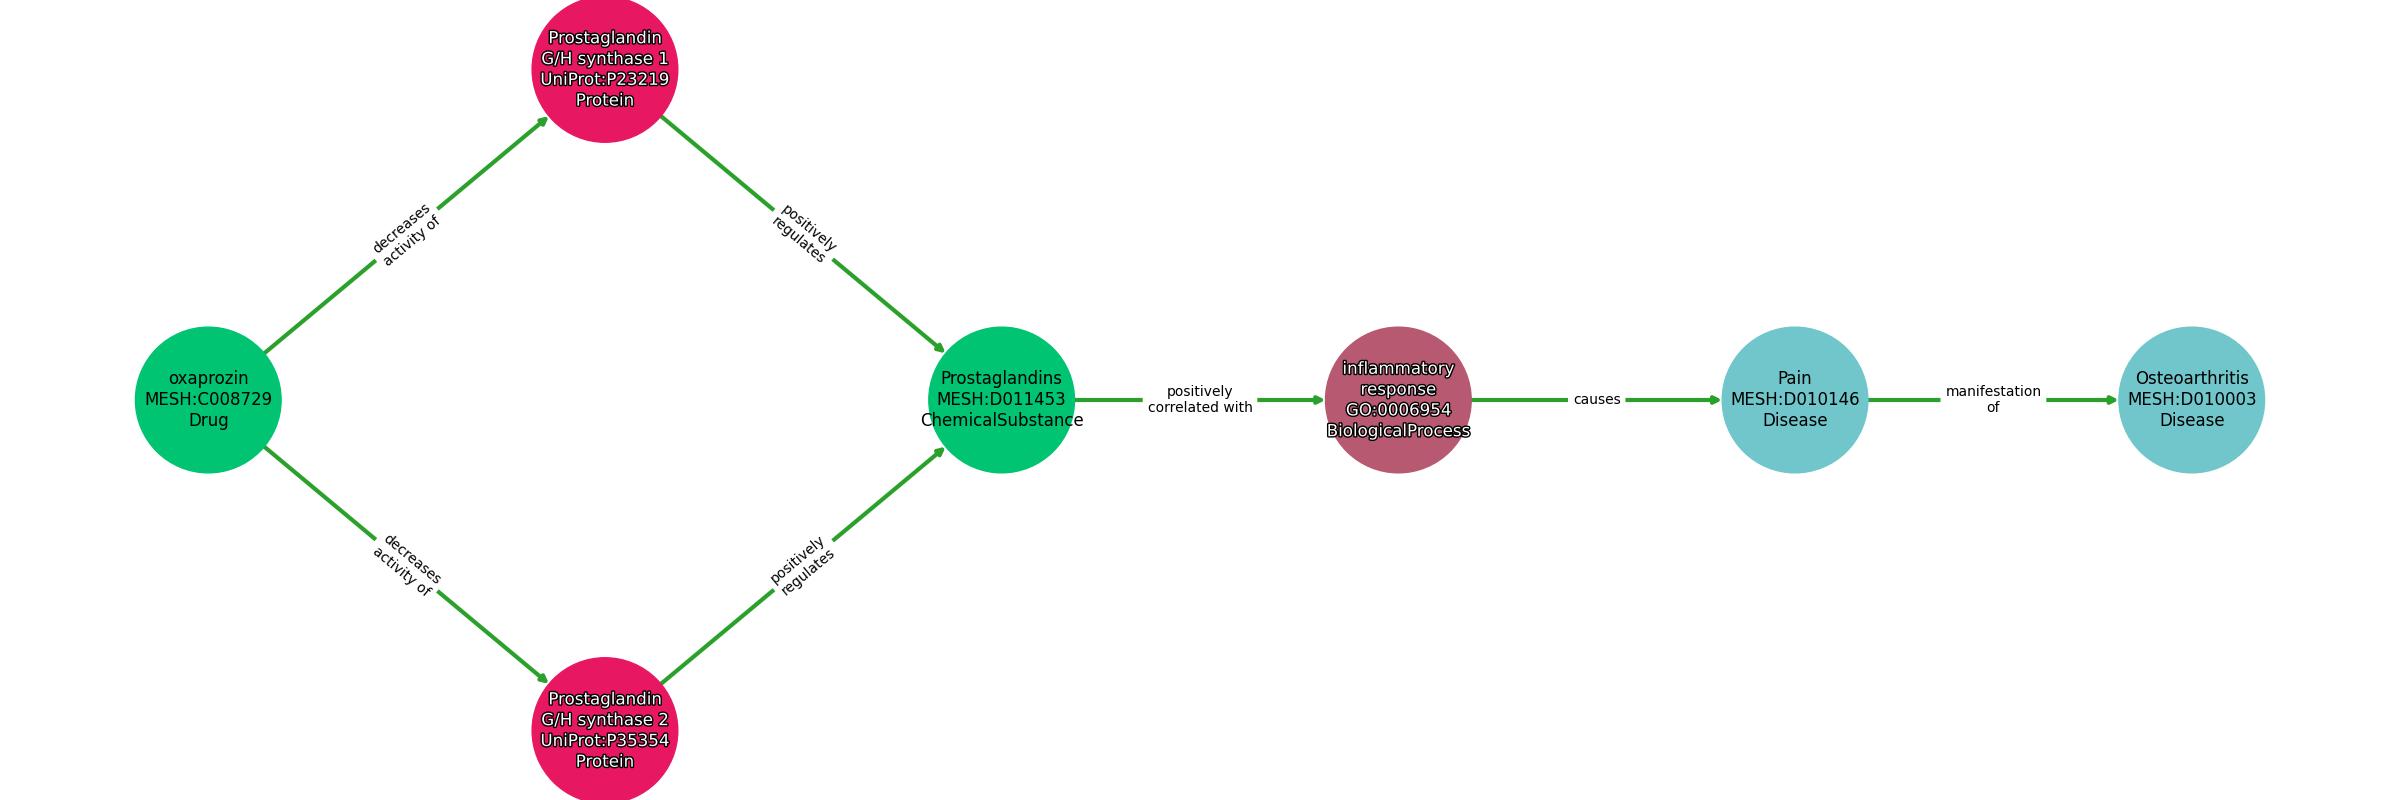 Prostaglandin
G/H synthase 1
UniProt:P23219
Protein
decreases
activity of
positively
regulates
oxaprozin
MESH:C008729
Drug
Prostaglandins
MESH:D011453
ChemicalSubstance
positively
correlated with
inflammatory
response
GO:0006954
BiologicalProcess
causes
Pain
MESH:D010146
Disease
manifestation
of
Osteoarthritis
MESH:D010003
Disease
decreases
activity of
positively
regulates
Prostaglandin
G/H synthase 2
UniProt:P35354
Protein